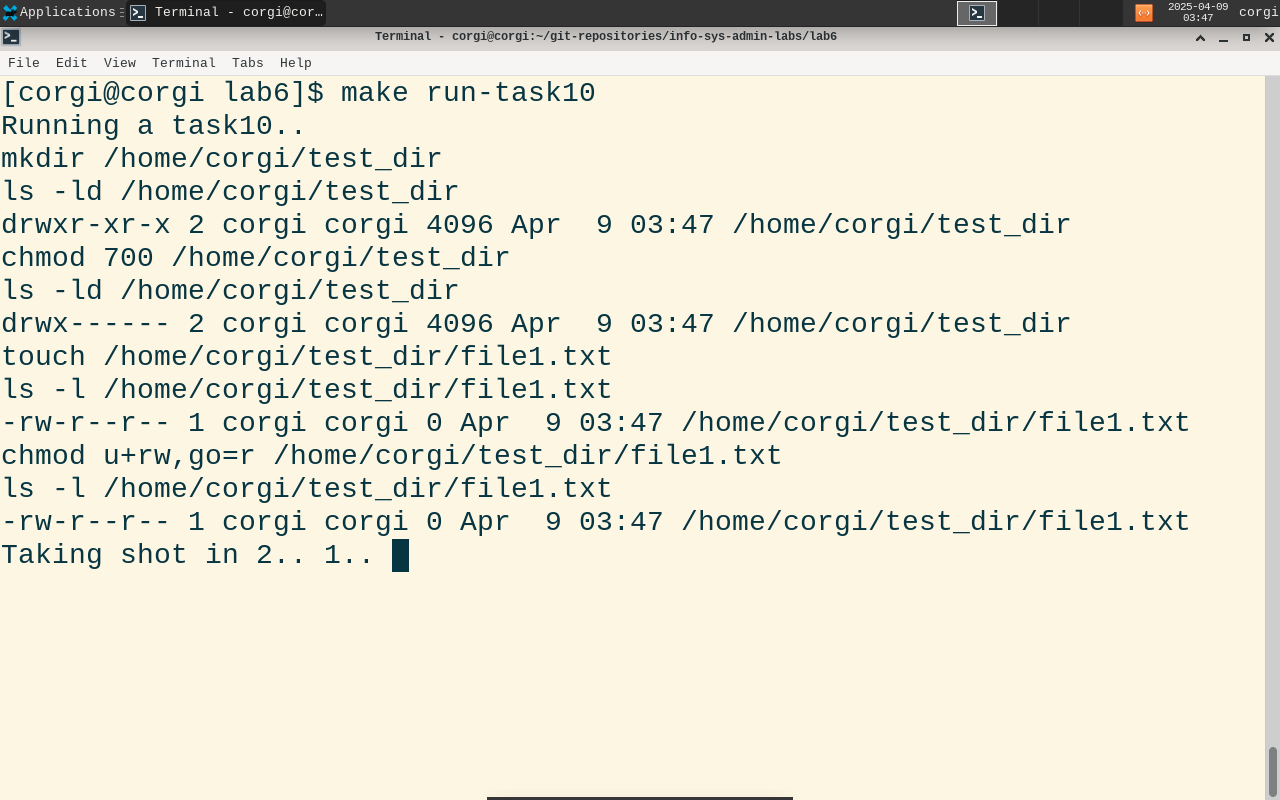 Applications
Terminal - corgi@cor...
2025-04-09
03:47
corgi
Terminal - corgi@corgi:~/git-repositories/info-sys-admin-labs/lab6
File Edit View Terminal Tabs Help
[corgi@corgi lab6]$ make run-task10
Running a task10..
mkdir /home/corgi/test_dir
ls -ld /home/corgi/test_dir
drwxr-xr-x 2 corgi corgi 4096 Apr  9 03:47 /home/corgi/test_dir
chmod 700 /home/corgi/test_dir
ls -ld /home/corgi/test_dir
drwx------ 2 corgi corgi 4096 Apr  9 03:47 /home/corgi/test_dir
touch /home/corgi/test_dir/file1.txt
ls -l /home/corgi/test_dir/file1.txt
-rw-r--r-- 1 corgi corgi 0 Apr  9 03:47 /home/corgi/test_dir/file1.txt
chmod u+rw,go=r /home/corgi/test_dir/file1.txt
ls -l /home/corgi/test_dir/file1.txt
-rw-r--r-- 1 corgi corgi 0 Apr  9 03:47 /home/corgi/test_dir/file1.txt
Taking shot in 2.. 1..